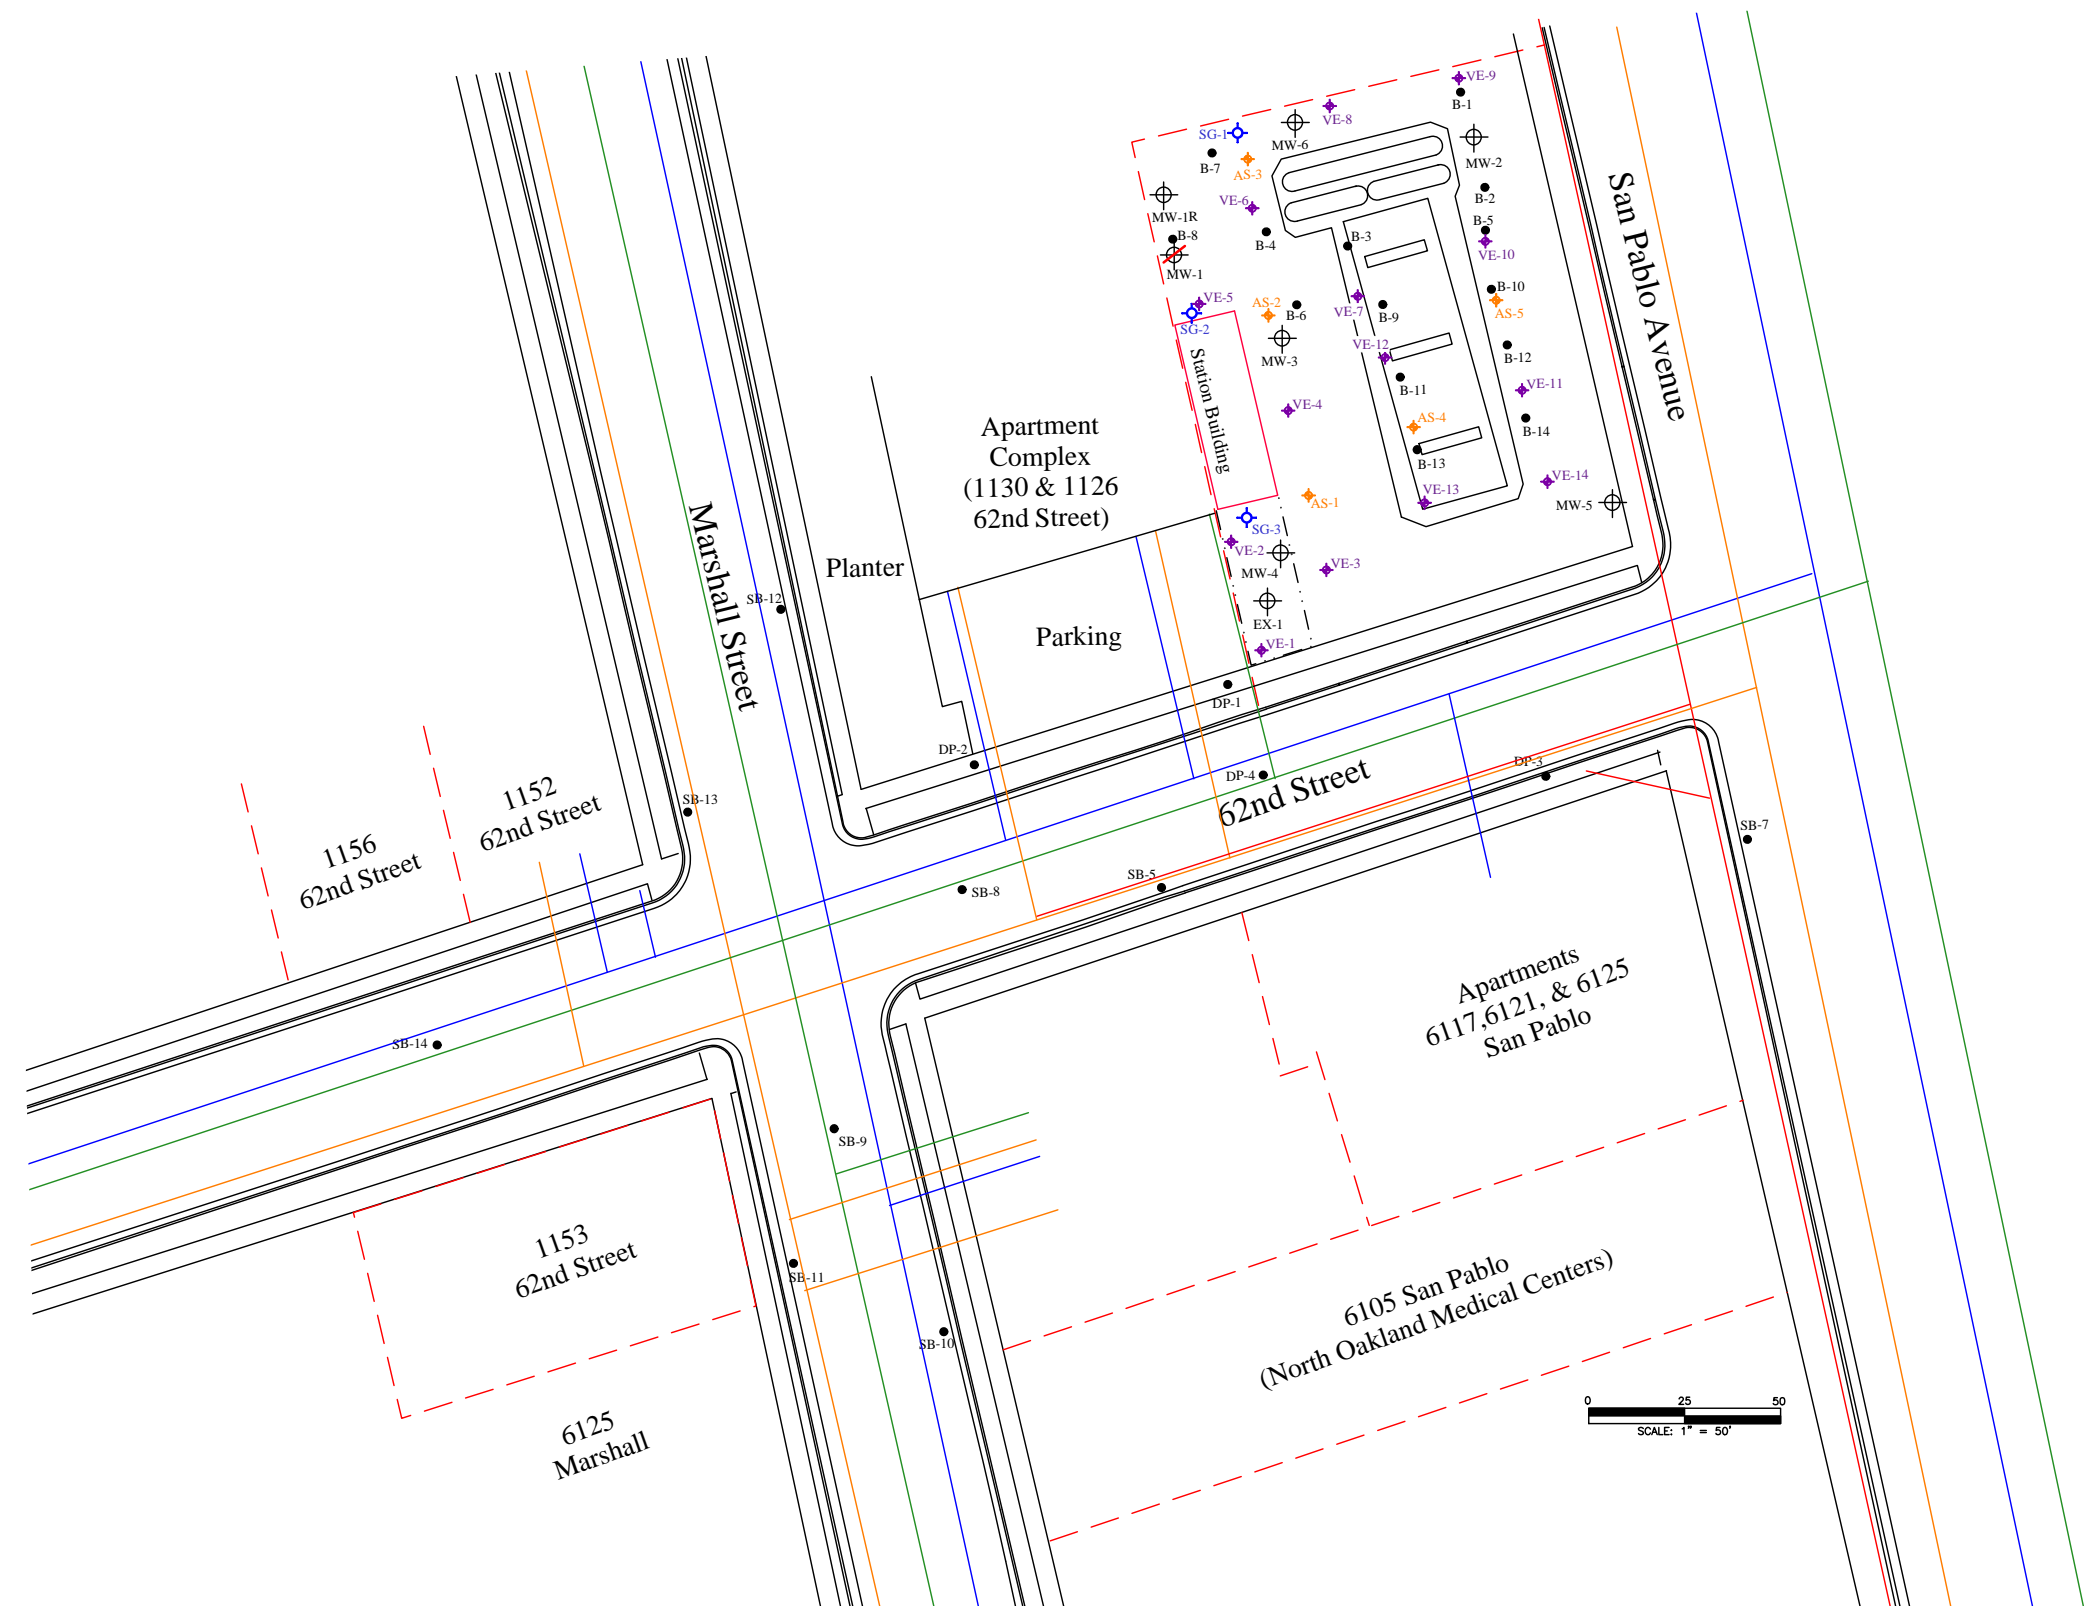 VE-9
B-1
VE-8
SG-1
MW-6
MW-2
B-7
AS-3
B-2
VE-6
MW-1R
B-8
B-4
B-3
B-5
VE-10
MW-1
San Pablo Avenue
VE-5
SG-2
AS-2
B-6
VE-7
B-9
B-10
AS-5
MW-3
VE-12
B-12
Station Building
B-11
VE-11
VE-4
AS-4
B-14
Apartment
Complex
(1130 & 1126
62nd Street)
B-13
VE-14
VE-13
AS-1
MW-5
SG-3
VE-2
MW-4
VE-3
Marshall Street
Planter
SB-12
Parking
EX-1
VE-1
DP-1
DP-2
DP-4
DP-3
62nd Street
SB-13
1152
62nd Street
1156
62nd Street
SB-7
SB-5
SB-8
Apartments
6117,6121, & 6125
San Pablo
SB-14
SB-9
1153
62nd Street
SB-11
SB-10
6105 San Pablo
(North Oakland Medical Centers)
6125
Marshall
0 25 50
SCALE: 1" = 50'